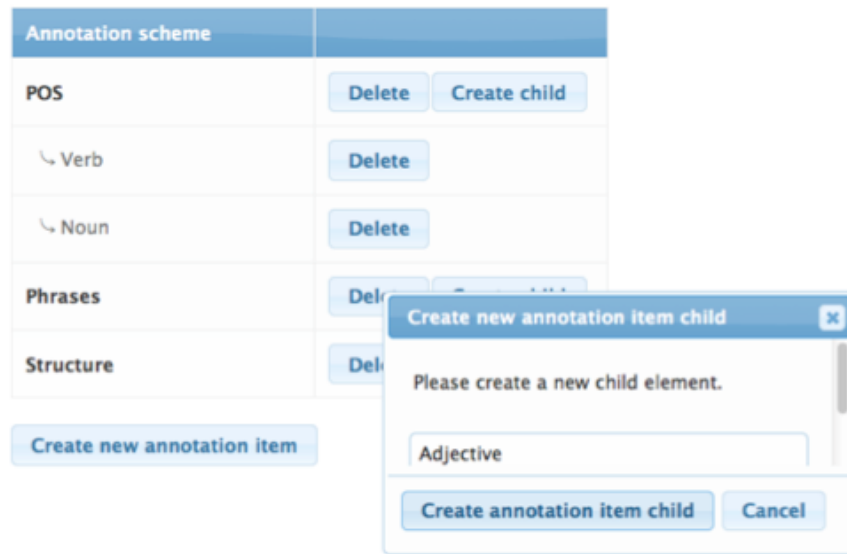 Annotation scheme
POS Delete Create child
Verb Delete
Noun Delete
Phrases
Structure
Create new annotation item
Create new annotation item child
Please create a new child element.
Adjective
Create annotation item child Cancel